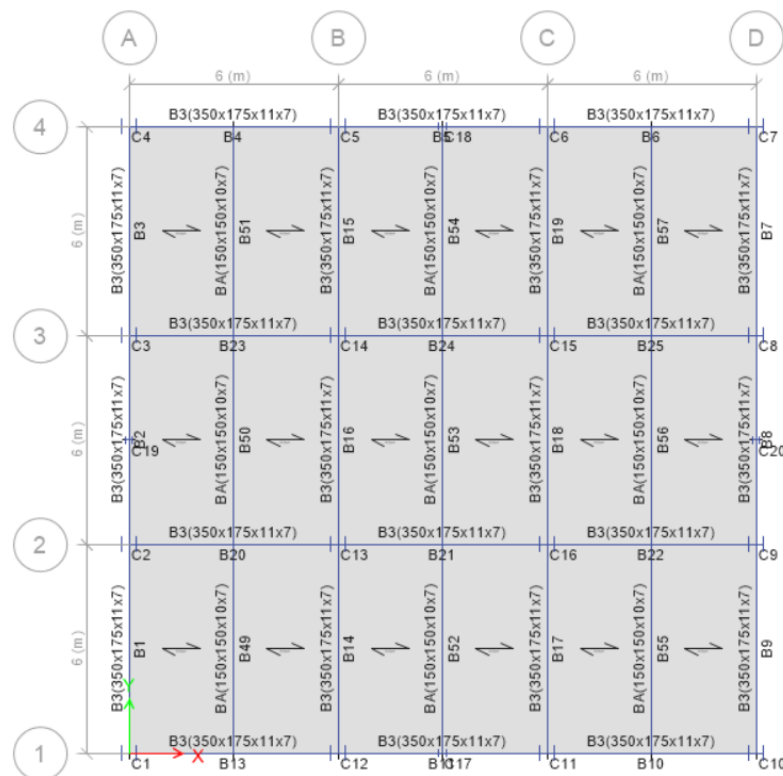 A B C D
6 (m) 6 (m) 6 (m)
B3(350x175x11x7) B3(350x175x11x7) B3(350x175x11x7)
4
C4 B4 C5 B5 C18 C6 B6 C7
B3(350x175x11x7) B3 BA(150x150x10x7) B51 B3(350x175x11x7) B15 BA(150x150x10x7) B54 B3(350x175x11x7) B19 BA(150x150x10x7) B57 B3(350x175x11x7) B7
6 (m)
B3(350x175x11x7) B3(350x175x11x7) B3(350x175x11x7)
3
C3 B23 C14 B24 C15 B25 C8
B3(350x175x11x7) B2 BA(150x150x10x7) B50 B3(350x175x11x7) B16 BA(150x150x10x7) B53 B3(350x175x11x7) B18 BA(150x150x10x7) B56 B3(350x175x11x7) B8
6 (m)
C19 C20
B3(350x175x11x7) B3(350x175x11x7) B3(350x175x11x7)
2
C2 B20 C13 B21 C16 B22 C9
B3(350x175x11x7) B1 BA(150x150x10x7) B49 B3(350x175x11x7) B14 BA(150x150x10x7) B52 B3(350x175x11x7) B17 BA(150x150x10x7) B55 B3(350x175x11x7) B9
6 (m)
Y
B3(350x175x11x7) B3(350x175x11x7) B3(350x175x11x7)
1
X
C1 B13 C12 C17 C11 B10 C10